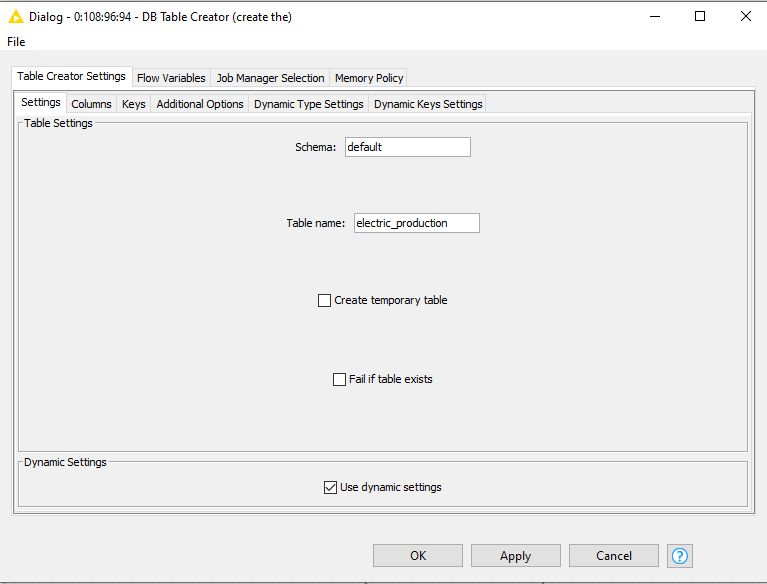 Dialog - 0:108:96:94 - DB Table Creator (create the)
File
Table Creator Settings Flow Variables Job Manager Selection Memory Policy
Settings Columns Keys Additional Options Dynamic Type Settings Dynamic Keys Settings
Table Settings
Schema: default
Table name: electric_production
Create temporary table
Fail if table exists
Dynamic Settings
Use dynamic settings
OK Apply Cancel ?